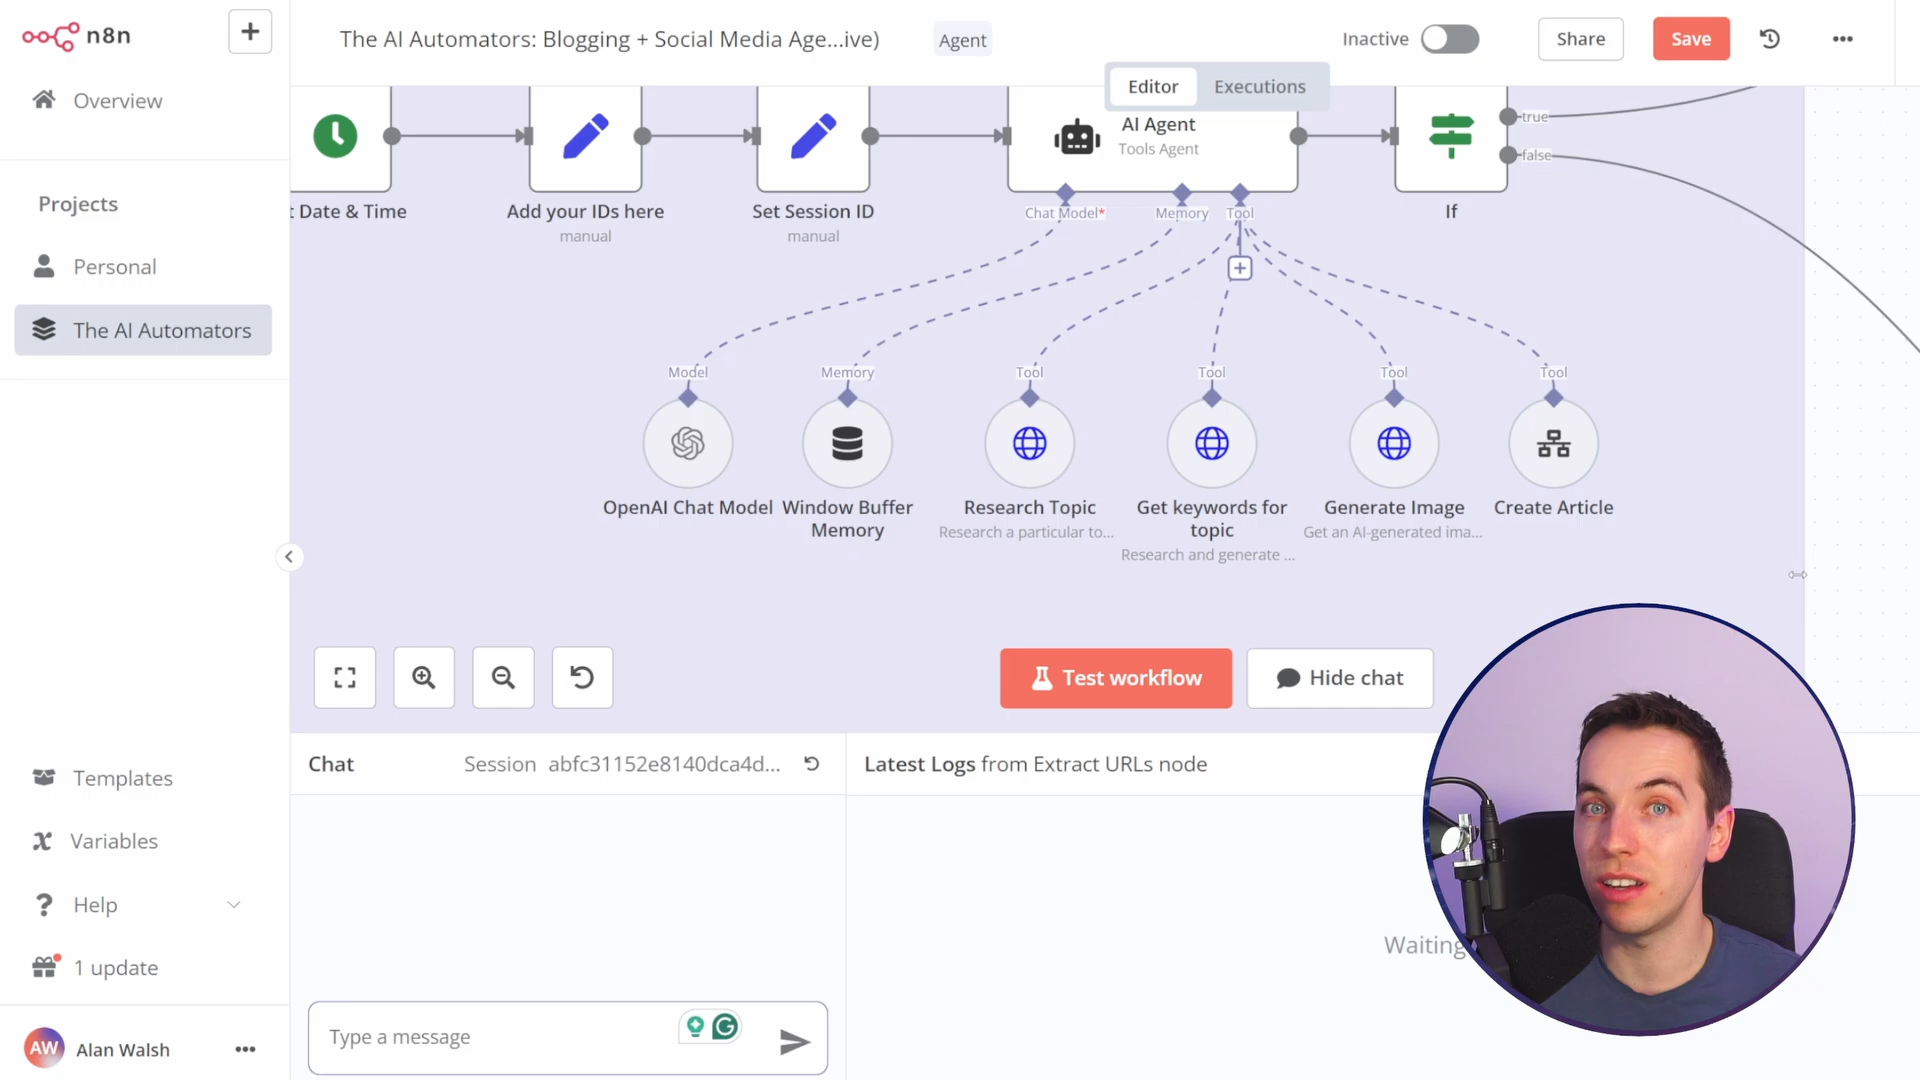 n8n
Overview
Projects
Personal
The AI Automators
Templates
Variables
Help
1 update
AW
Alan Walsh
The AI Automators: Blogging + Social Media Age...ive)
Agent
Inactive
Share
Save
Editor
Executions
t Date & Time
Add your IDs here
manual
Set Session ID
manual
AI Agent
Tools Agent
Chat Model*
Memory
Tool
If
true
false
Model
Memory
Tool
Tool
Tool
Tool
OpenAI Chat Model
Window Buffer
Memory
Research Topic
Research a particular to...
Get keywords for
topic
Research and generate ...
Generate Image
Get an AI-generated ima...
Create Article
Test workflow
Hide chat
Chat
Session abfc31152e8140dca4d...
Latest Logs from Extract URLs node
Waiting
Type a message